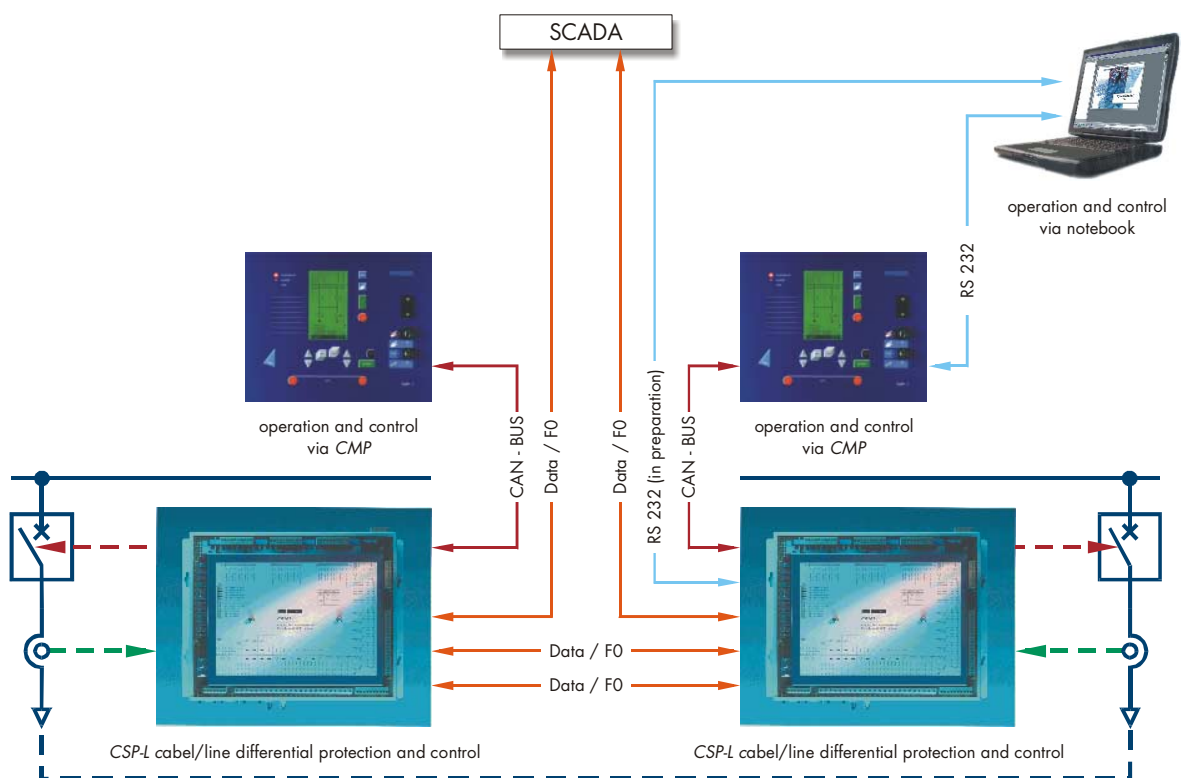 SCADA
operation and control
via notebook
RS 232
operation and control
via CMP
operation and control
via CMP
CAN - BUS
Data / F0
Data / F0
RS 232 (in preparation)
CAN - BUS
Data / F0
Data / F0
CSP-L cabel/line differential protection and control
CSP-L cabel/line differential protection and control